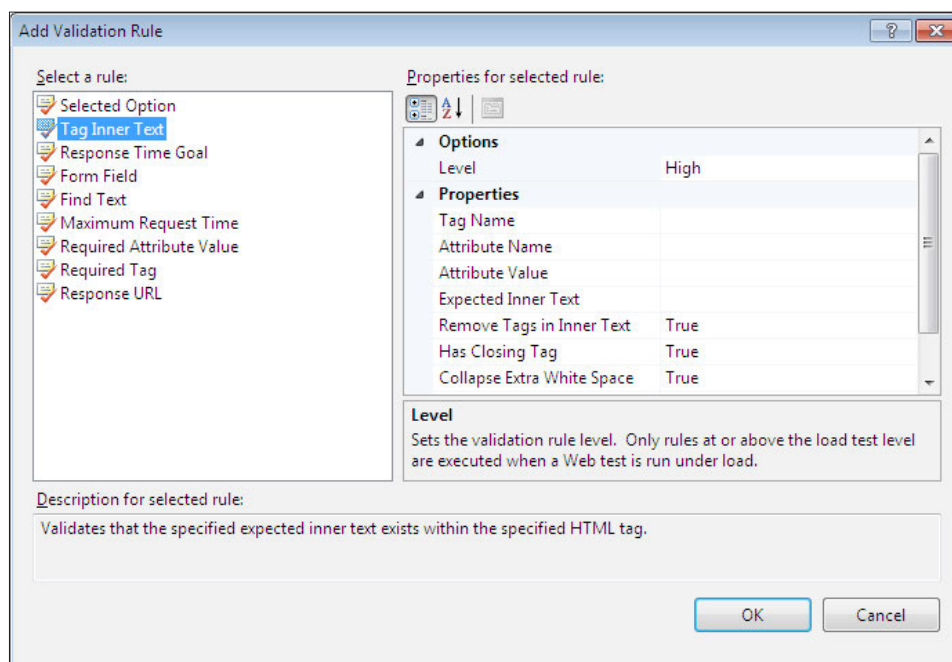 Add Validation Rule
Select a rule:
Selected Option
Tag Inner Text
Response Time Goal
Form Field
Find Text
Maximum Request Time
Required Attribute Value
Required Tag
Response URL
Properties for selected rule:
Options
Level High
Properties
Tag Name
Attribute Name
Attribute Value
Expected Inner Text
Remove Tags in Inner Text True
Has Closing Tag True
Collapse Extra White Space True
Level
Sets the validation rule level. Only rules at or above the load test level
are executed when a Web test is run under load.
Description for selected rule:
Validates that the specified expected inner text exists within the specified HTML tag.
OK Cancel